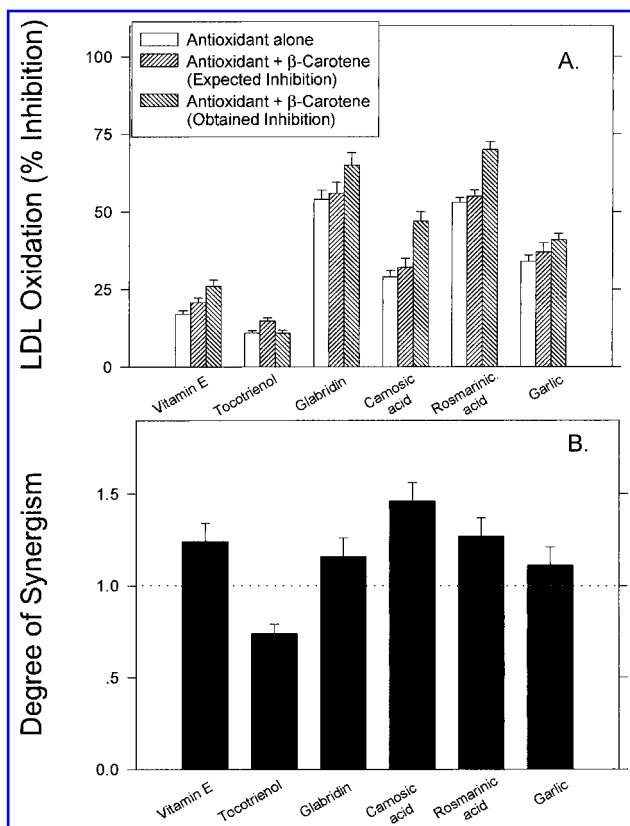 A.
Antioxidant alone
Antioxidant + β-Carotene
(Expected Inhibition)
Antioxidant + β-Carotene
(Obtained Inhibition)
LDL Oxidation (% Inhibition)
100
75
50
25
0
Vitamin E
Tocotrienol
Glabridin
Carnosic
acid
Rosmarinic.
acid
Garlic
B.
Degree of Synergism
1.5
1.0
.5
0.0
Vitamin E
Tocotrienol
Glabridin
Carnosic
acid
Rosmarinic
acid
Garlic